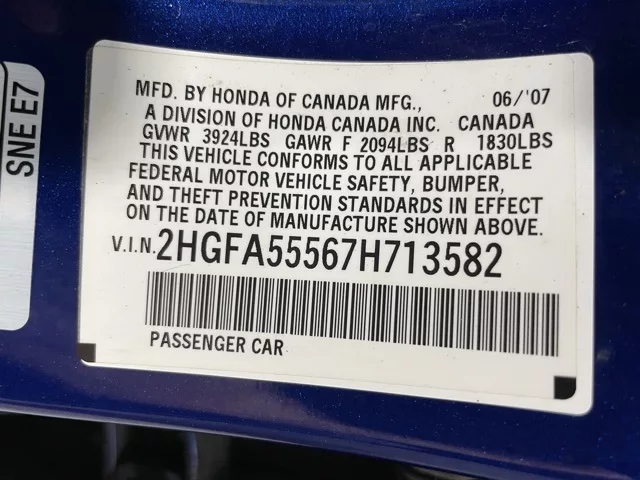 SNE E7
MFD. BY HONDA OF CANADA MFG., 06/'07
A DIVISION OF HONDA CANADA INC. CANADA
GVWR 3924LBS GAWR F 2094LBS R 1830LBS
THIS VEHICLE CONFORMS TO ALL APPLICABLE
FEDERAL MOTOR VEHICLE SAFETY, BUMPER,
AND THEFT PREVENTION STANDARDS IN EFFECT
ON THE DATE OF MANUFACTURE SHOWN ABOVE.
V.I.N. 2HGFA55567H713582
PASSENGER CAR